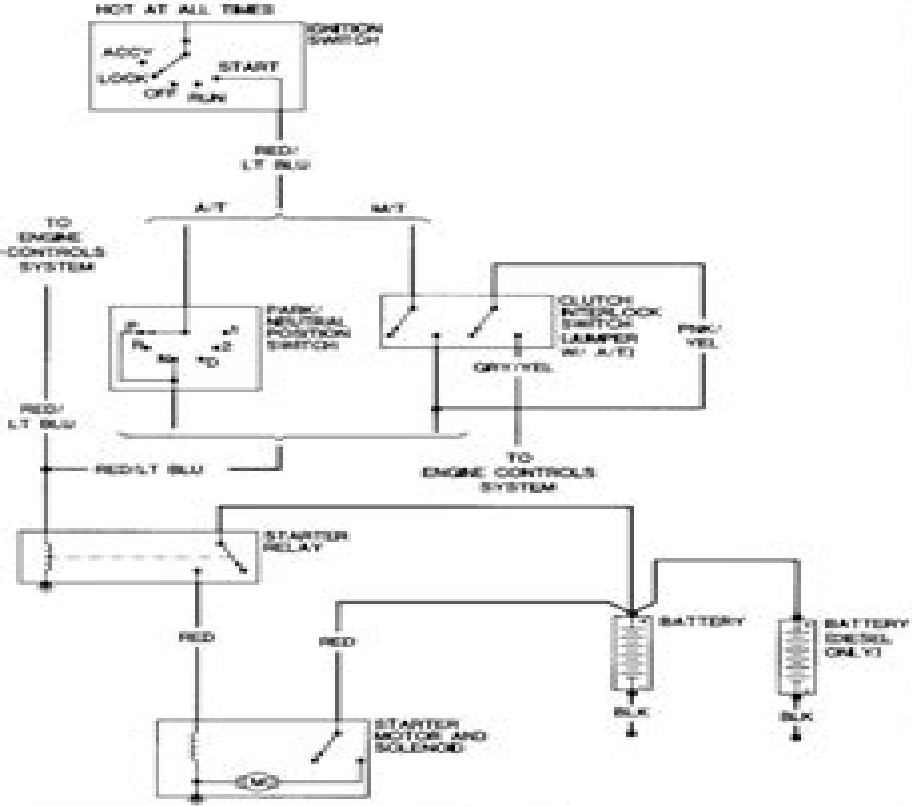 HOT AT ALL TIMES
IGNITION
SWITCH
ACCY
LOCK
OFF
RUN
START
RED/
LT BLU
A/T
M/T
TO
ENGINE
CONTROLS
SYSTEM
PARK/
NEUTRAL
POSITION
SWITCH
P
R
N
D
2
1
CLUTCH
INTERLOCK
SWITCH
(JUMPER
W/ A/T)
PNK/
YEL
GRY/YEL
RED/
LT BLU
RED/LT BLU
TO
ENGINE CONTROLS
SYSTEM
STARTER
RELAY
RED
RED
BATTERY
BATTERY
(DIESEL
ONLY)
BLK
BLK
STARTER
MOTOR AND
SOLENOID
M